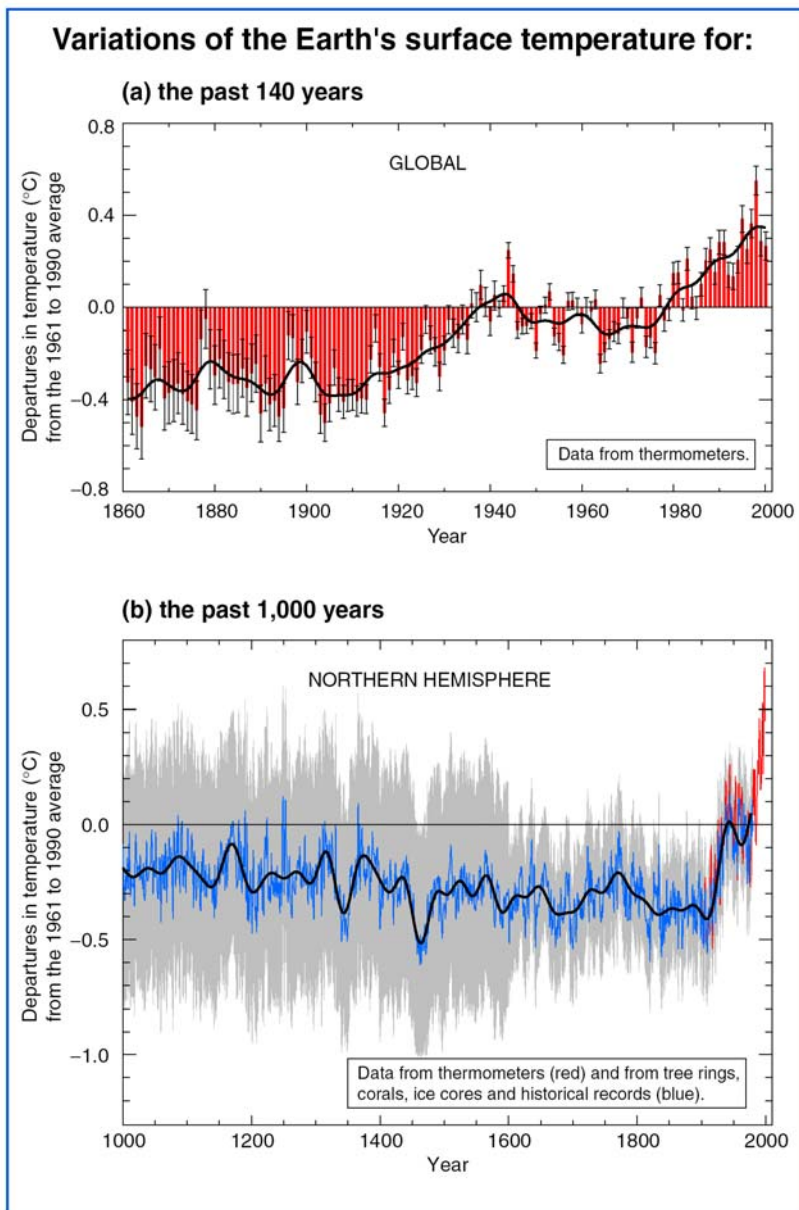 Variations of the Earth's surface temperature for:
(a) the past 140 years
GLOBAL
Departures in temperature (°C)
from the 1961 to 1990 average
0.8
0.4
0.0
−0.4
−0.8
Data from thermometers.
1860 1880 1900 1920 1940 1960 1980 2000
Year
(b) the past 1,000 years
NORTHERN HEMISPHERE
Departures in temperature (°C)
from the 1961 to 1990 average
0.5
0.0
−0.5
−1.0
Data from thermometers (red) and from tree rings,
corals, ice cores and historical records (blue).
1000 1200 1400 1600 1800 2000
Year